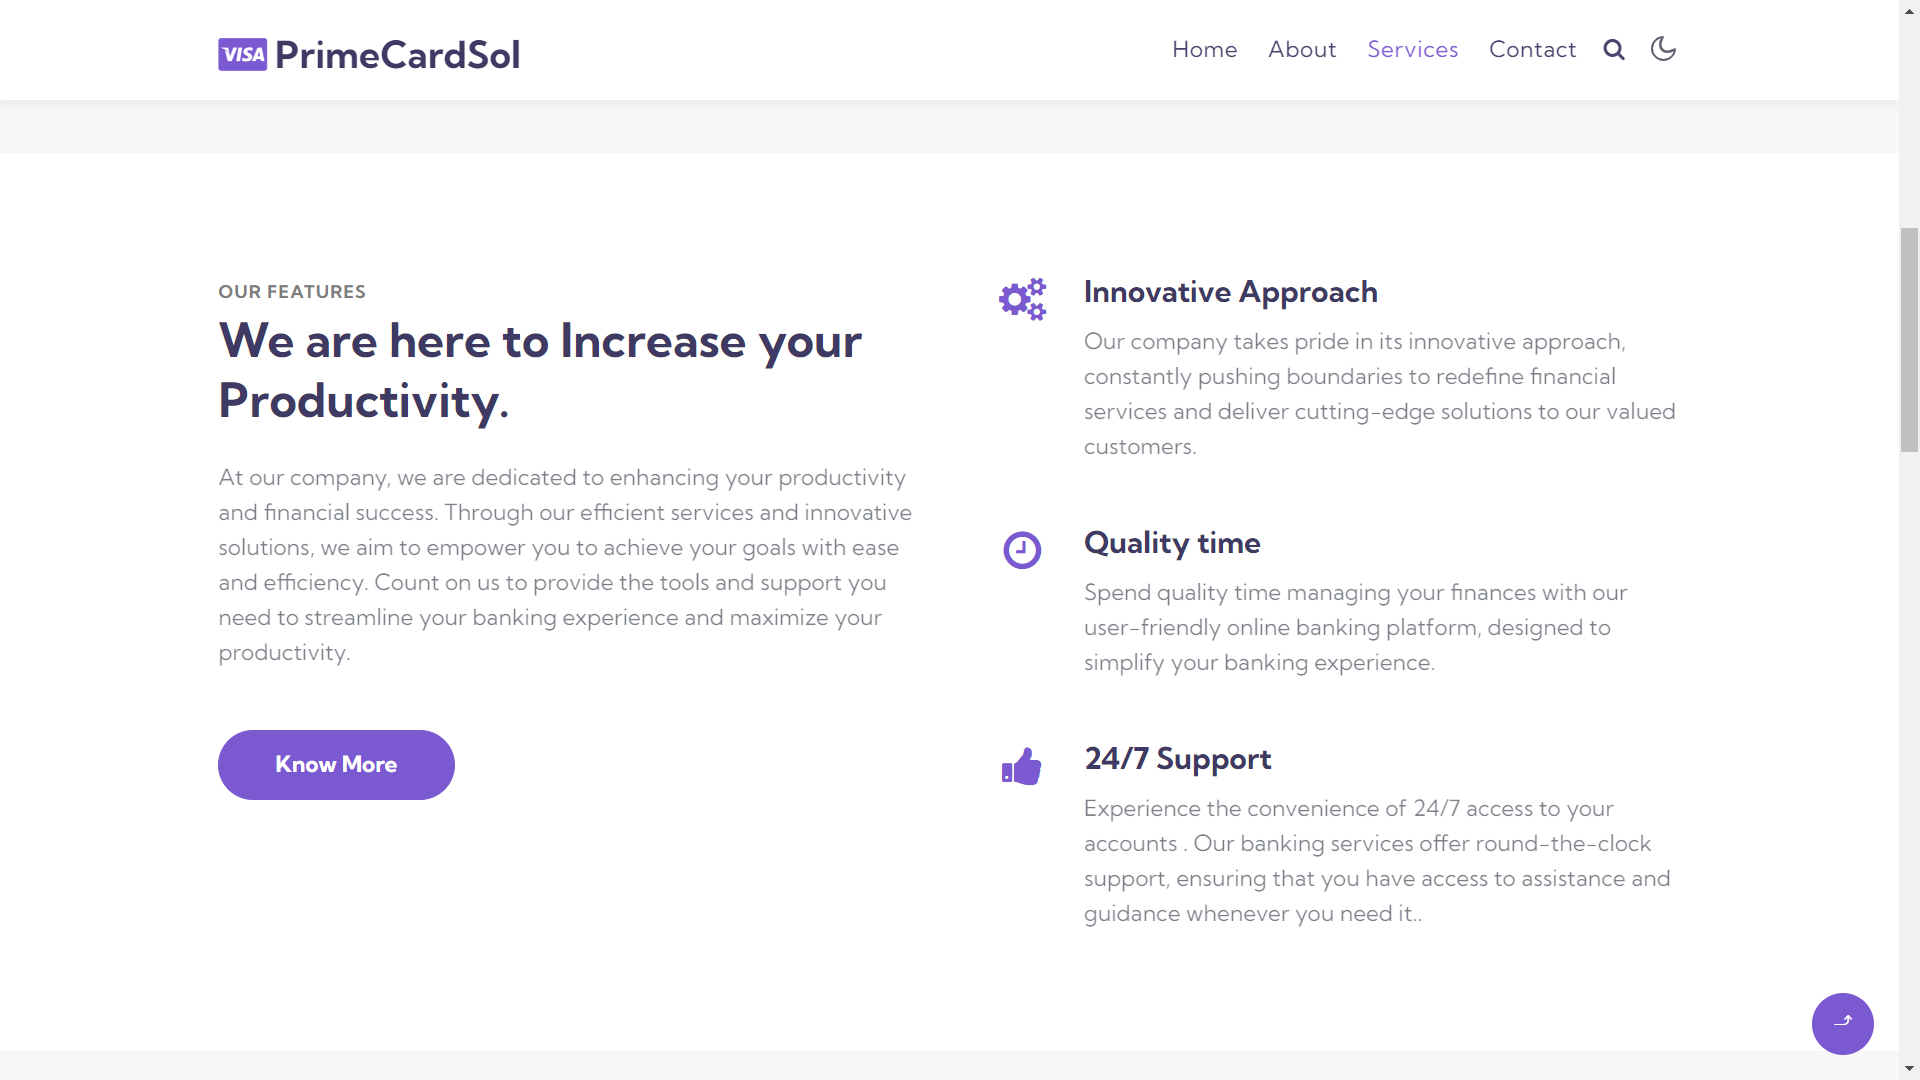 VISA PrimeCardSol
Home About Services Contact
OUR FEATURES
We are here to Increase your
Productivity.
At our company, we are dedicated to enhancing your productivity
and financial success. Through our efficient services and innovative
solutions, we aim to empower you to achieve your goals with ease
and efficiency. Count on us to provide the tools and support you
need to streamline your banking experience and maximize your
productivity.
Know More
Innovative Approach
Our company takes pride in its innovative approach,
constantly pushing boundaries to redefine financial
services and deliver cutting-edge solutions to our valued
customers.
Quality time
Spend quality time managing your finances with our
user-friendly online banking platform, designed to
simplify your banking experience.
24/7 Support
Experience the convenience of 24/7 access to your
accounts . Our banking services offer round-the-clock
support, ensuring that you have access to assistance and
guidance whenever you need it..